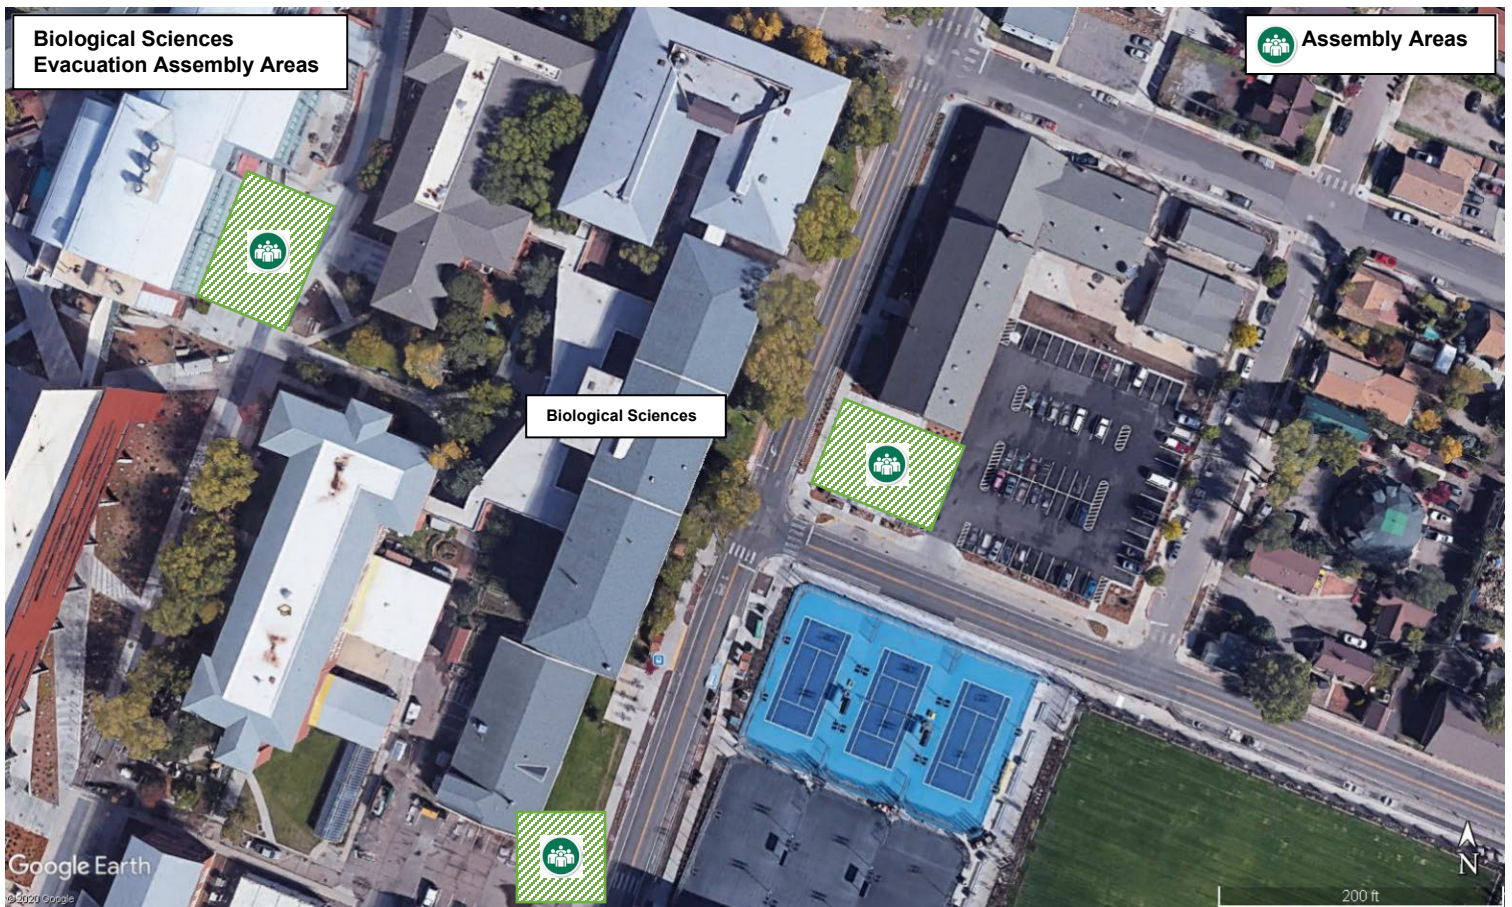 Biological Sciences
Evacuation Assembly Areas
Assembly Areas
Biological Sciences
Google Earth
© 2020 Google
N
200 ft